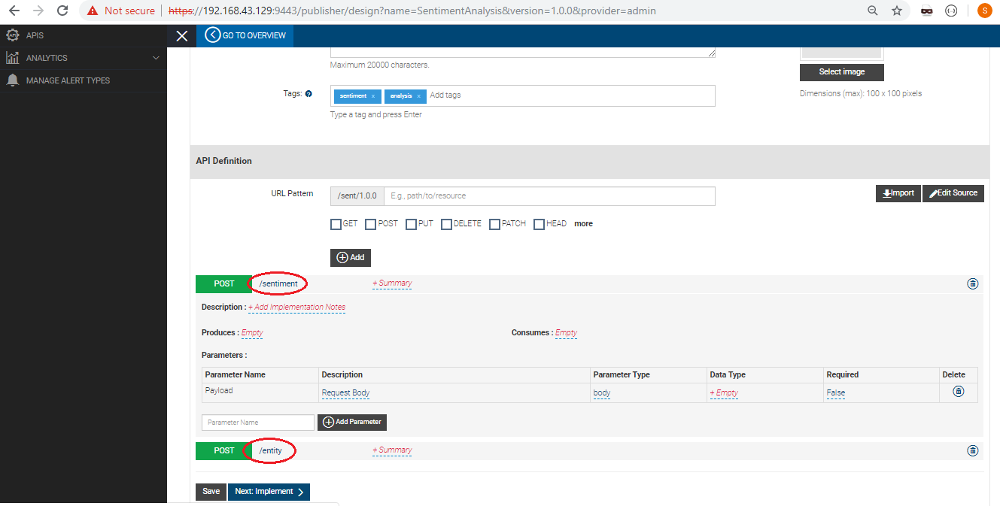 Not secure | https://192.168.43.129:9443/publisher/design?name=SentimentAnalysis&version=1.0.0&provider=admin
S
APIS
GO TO OVERVIEW
ANALYTICS
MANAGE ALERT TYPES
Maximum 20000 characters.
Select image
Tags:
sentiment x analysis x Add tags
Dimensions (max): 100 x 100 pixels
Type a tag and press Enter
API Definition
URL Pattern /sent/1.0.0 E.g., path/to/resource
Import Edit Source
GET POST PUT DELETE PATCH HEAD more
Add
POST /sentiment + Summary
Description : + Add Implementation Notes
Produces : Empty Consumes : Empty
Parameters :
Parameter Name Description Parameter Type Data Type Required Delete
Payload Request Body body + Empty False
Parameter Name Add Parameter
POST /entity + Summary
Save Next: Implement